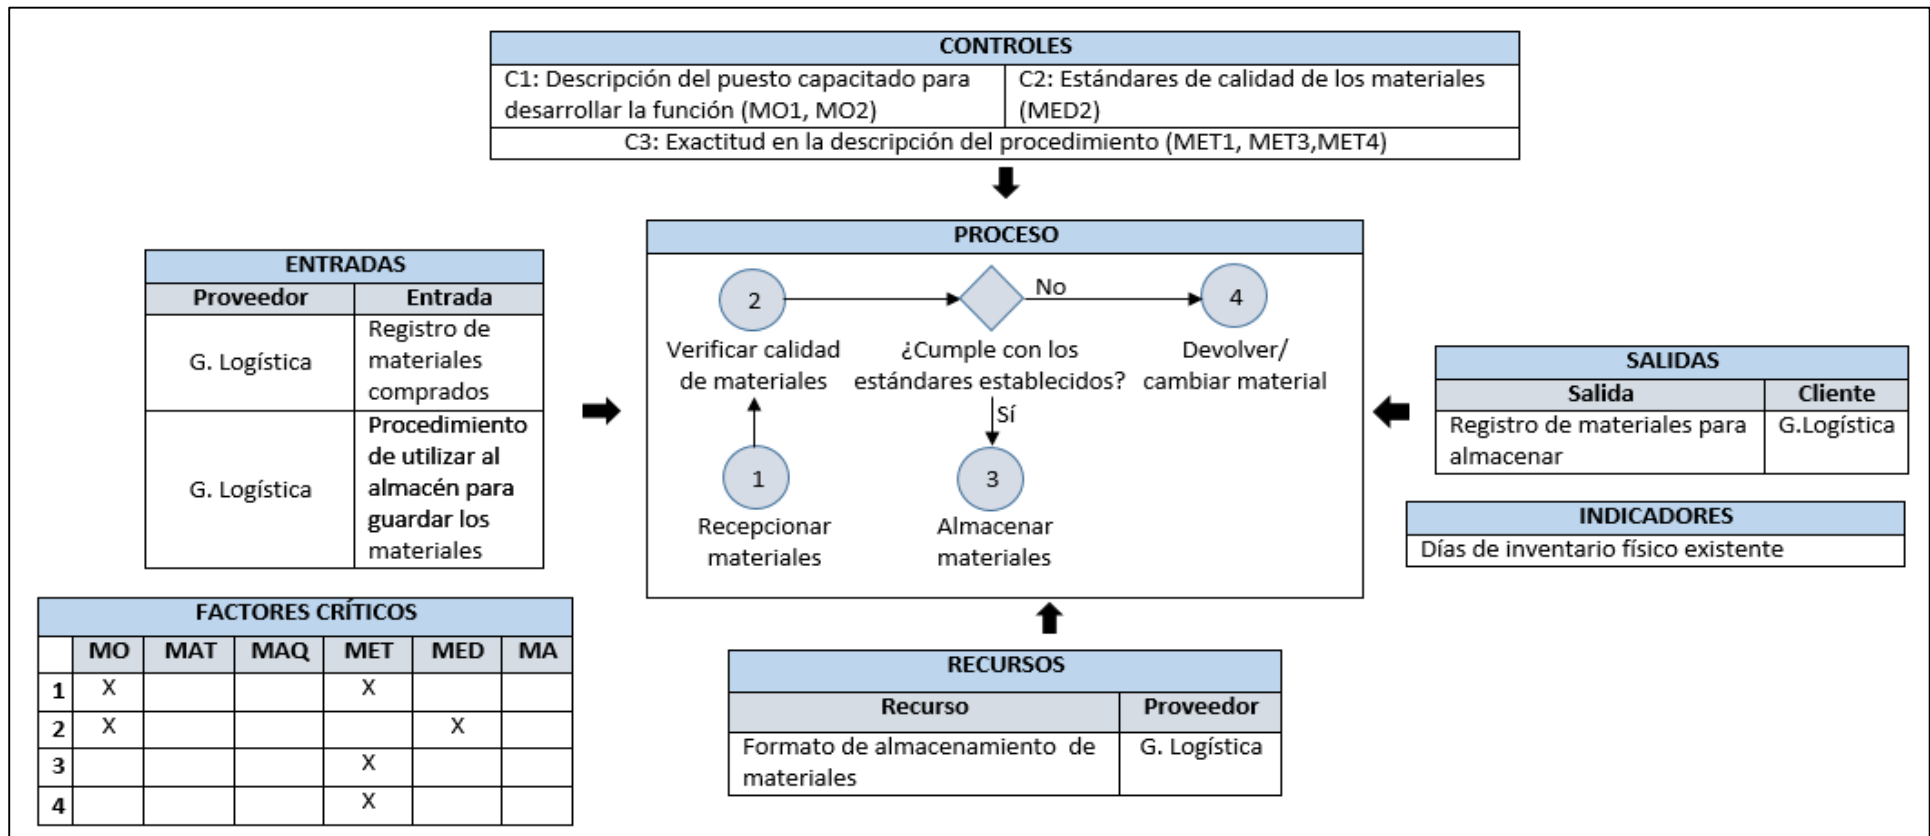 CONTROLES
C1: Descripción del puesto capacitado para
desarrollar la función (MO1, MO2)
C2: Estándares de calidad de los materiales
(MED2)
C3: Exactitud en la descripción del procedimiento (MET1, MET3,MET4)
ENTRADAS
Proveedor Entrada
G. Logística
Registro de
materiales
comprados
G. Logística
Procedimiento
de utilizar al
almacén para
guardar los
materiales
PROCESO
2
No
4
Verificar calidad
de materiales
¿Cumple con los
estándares establecidos?
Devolver/
cambiar material
Sí
1
3
Recepcionar
materiales
Almacenar
materiales
SALIDAS
Salida Cliente
Registro de materiales para
almacenar
G.Logística
INDICADORES
Días de inventario físico existente
FACTORES CRÍTICOS
MO MAT MAQ MET MED MA
1 X X
2 X X
3 X
4 X
RECURSOS
Recurso Proveedor
Formato de almacenamiento de
materiales
G. Logística